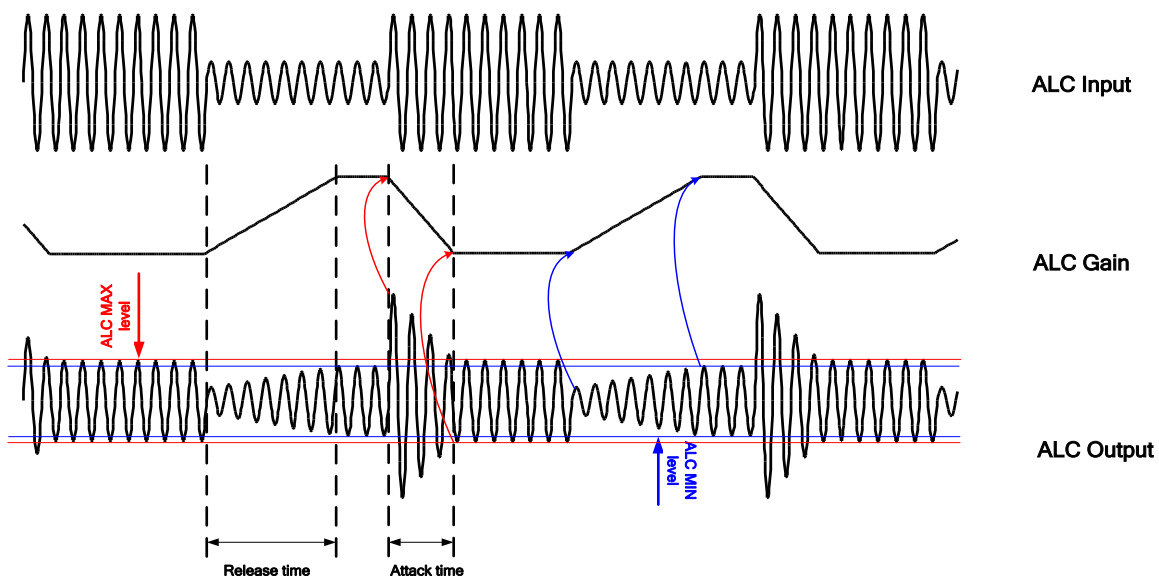 ALC Input
ALC Gain
ALC MAX
level
ALC Output
ALC MIN
level
Release time
Attack time